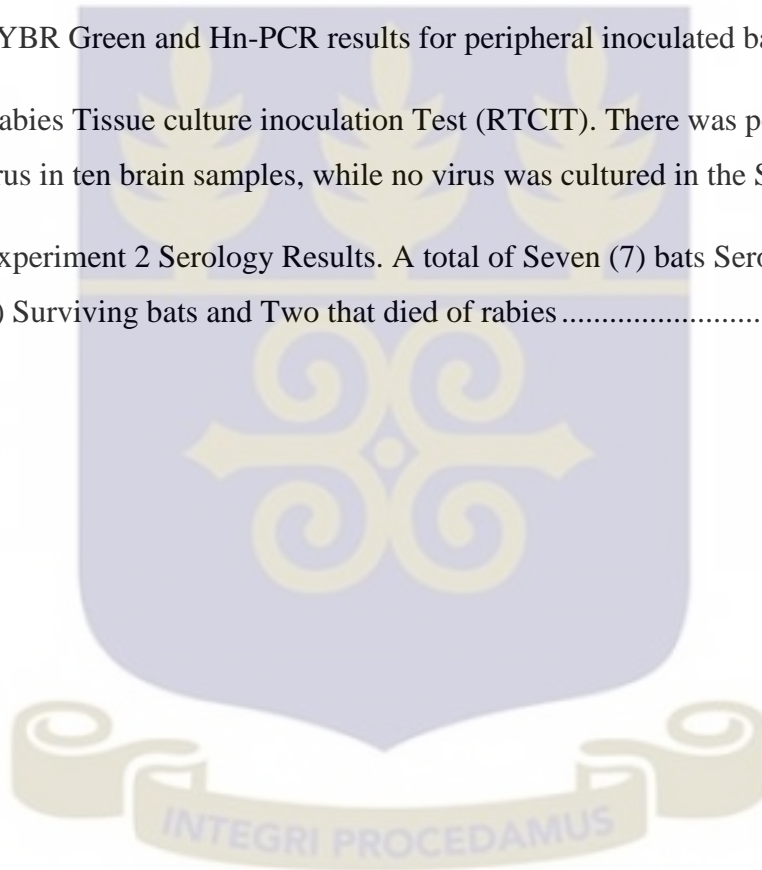 YBR Green and Hn-PCR results for peripheral inoculated ba
abies Tissue culture inoculation Test (RTCIT). There was p
rus in ten brain samples, while no virus was cultured in the S
xperiment 2 Serology Results. A total of Seven (7) bats Sero
) Surviving bats and Two that died of rabies.......................
INTEGRI PROCEDAMUS